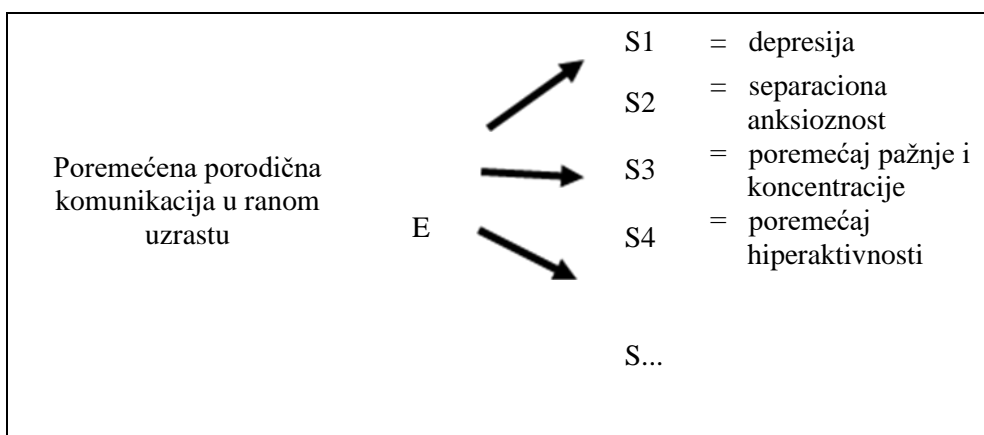 Poremećena porodična
komunikacija u ranom
uzrastu
E
S1 = depresija
S2 = separaciona
anksioznost
S3 = poremećaj pažnje i
koncentracije
S4 = poremećaj
hiperaktivnosti
S...